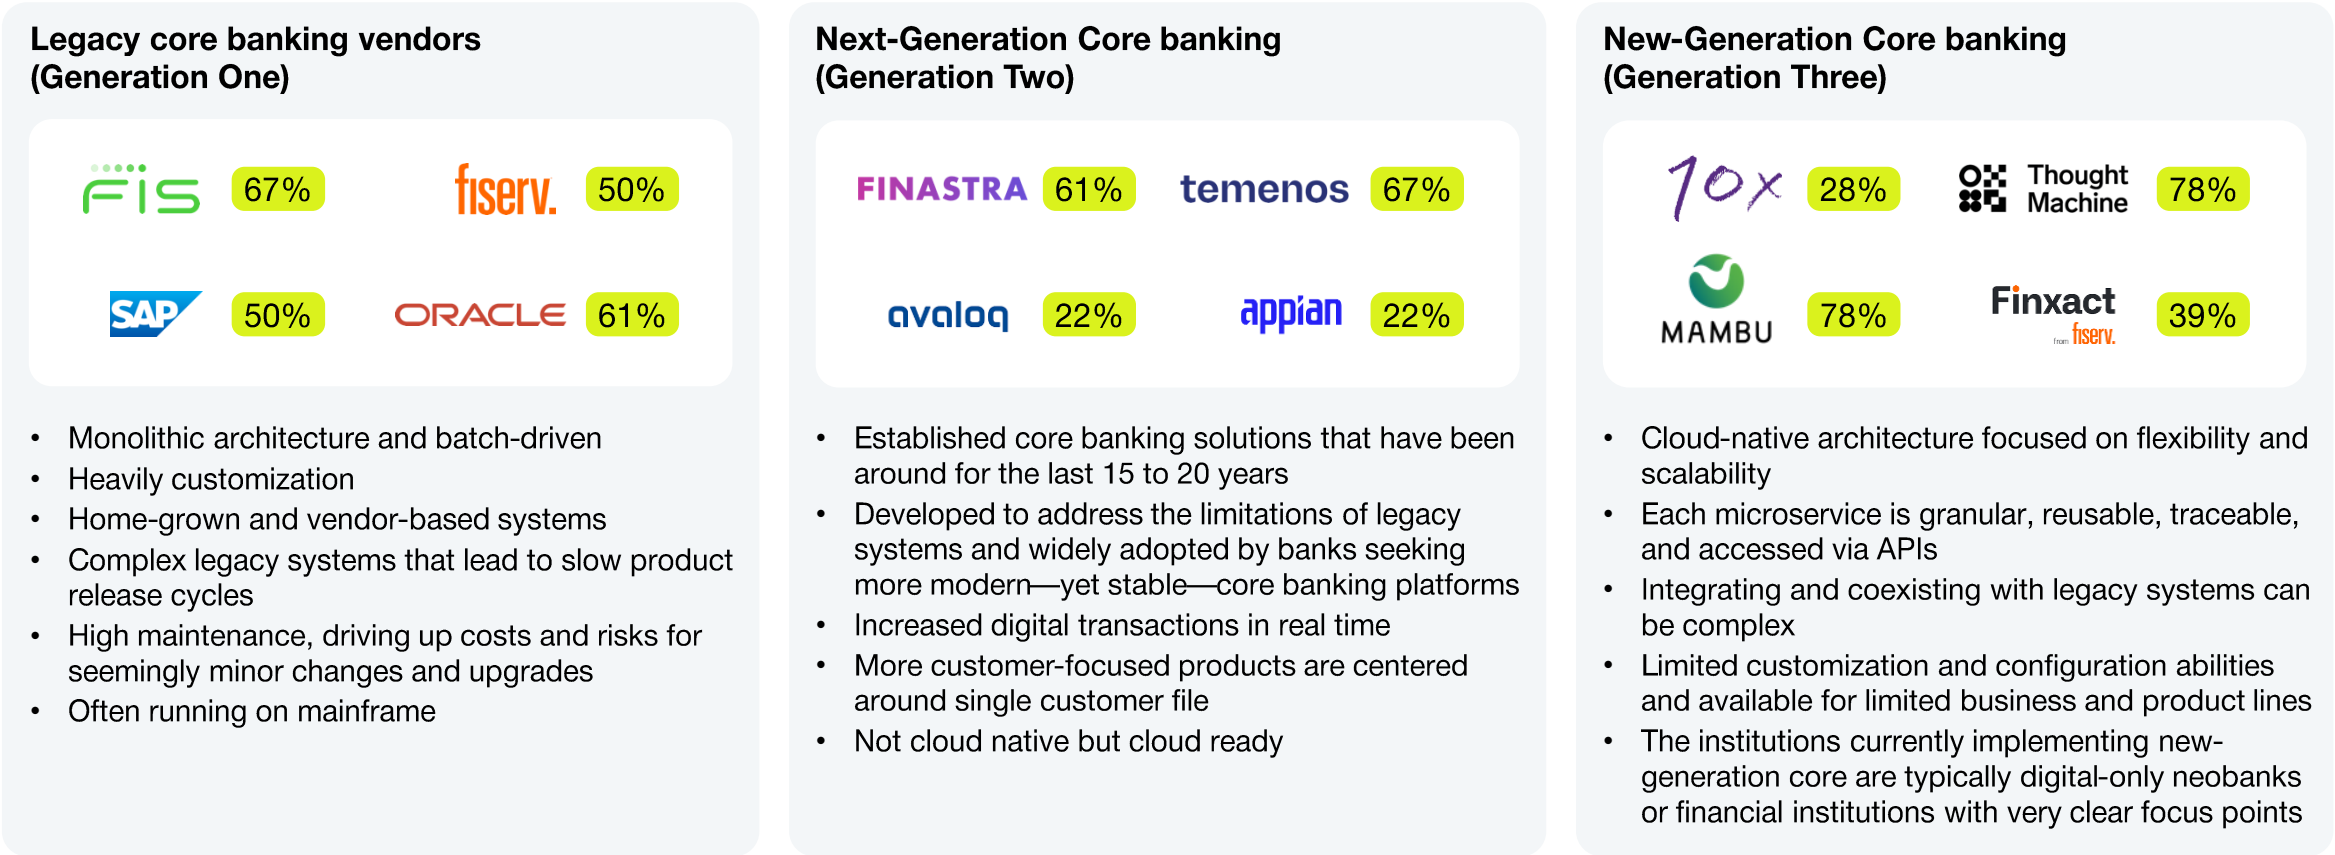 Legacy core banking vendors
(Generation One)
FIS 67%
fiserv. 50%
SAP 50%
ORACLE 61%
• Monolithic architecture and batch-driven
• Heavily customization
• Home-grown and vendor-based systems
• Complex legacy systems that lead to slow product
release cycles
• High maintenance, driving up costs and risks for
seemingly minor changes and upgrades
• Often running on mainframe
Next-Generation Core banking
(Generation Two)
FINASTRA 61%
temenos 67%
avaloq 22%
appian 22%
• Established core banking solutions that have been
around for the last 15 to 20 years
• Developed to address the limitations of legacy
systems and widely adopted by banks seeking
more modern—yet stable—core banking platforms
• Increased digital transactions in real time
• More customer-focused products are centered
around single customer file
• Not cloud native but cloud ready
New-Generation Core banking
(Generation Three)
10x 28%
Thought
Machine 78%
MAMBU 78%
Finxact 39%
from fiserv.
• Cloud-native architecture focused on flexibility and
scalability
• Each microservice is granular, reusable, traceable,
and accessed via APIs
• Integrating and coexisting with legacy systems can
be complex
• Limited customization and configuration abilities
and available for limited business and product lines
• The institutions currently implementing new-
generation core are typically digital-only neobanks
or financial institutions with very clear focus points